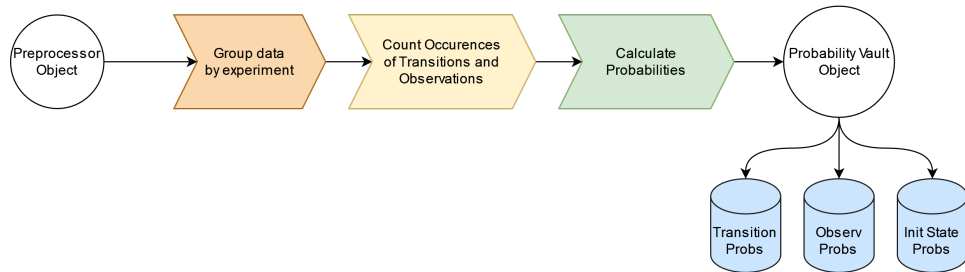 Preprocessor
Object
Group data
by experiment
Count Occurences
of Transitions and
Observations
Calculate
Probabilities
Probability Vault
Object
Transition
Probs
Observ
Probs
Init State
Probs